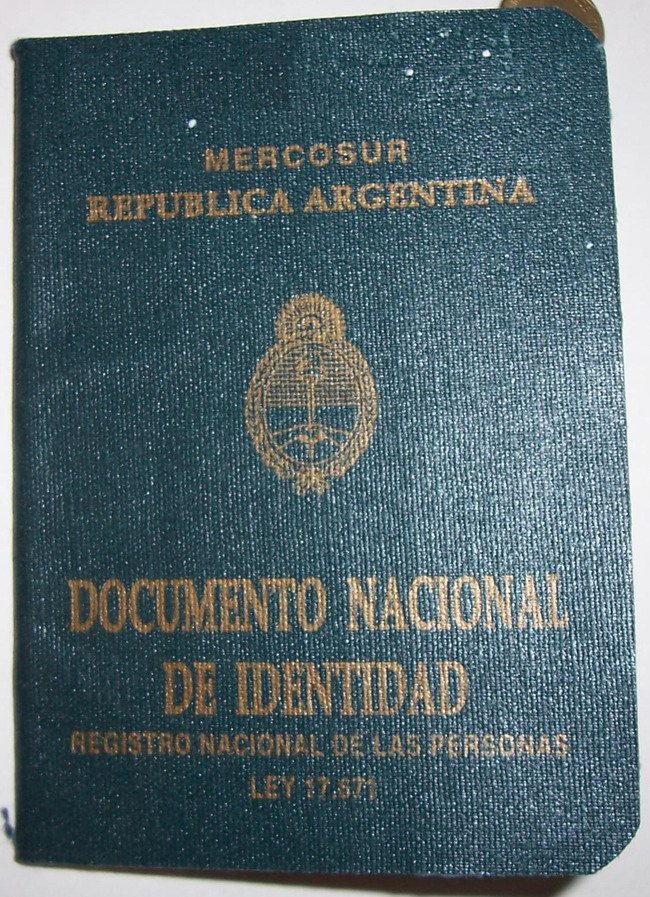 MERCOSUR
REPUBLICA ARGENTINA
DOCUMENTO NACIONAL
DE IDENTIDAD
REGISTRO NACIONAL DE LAS PERSONAS
LEY 17.671